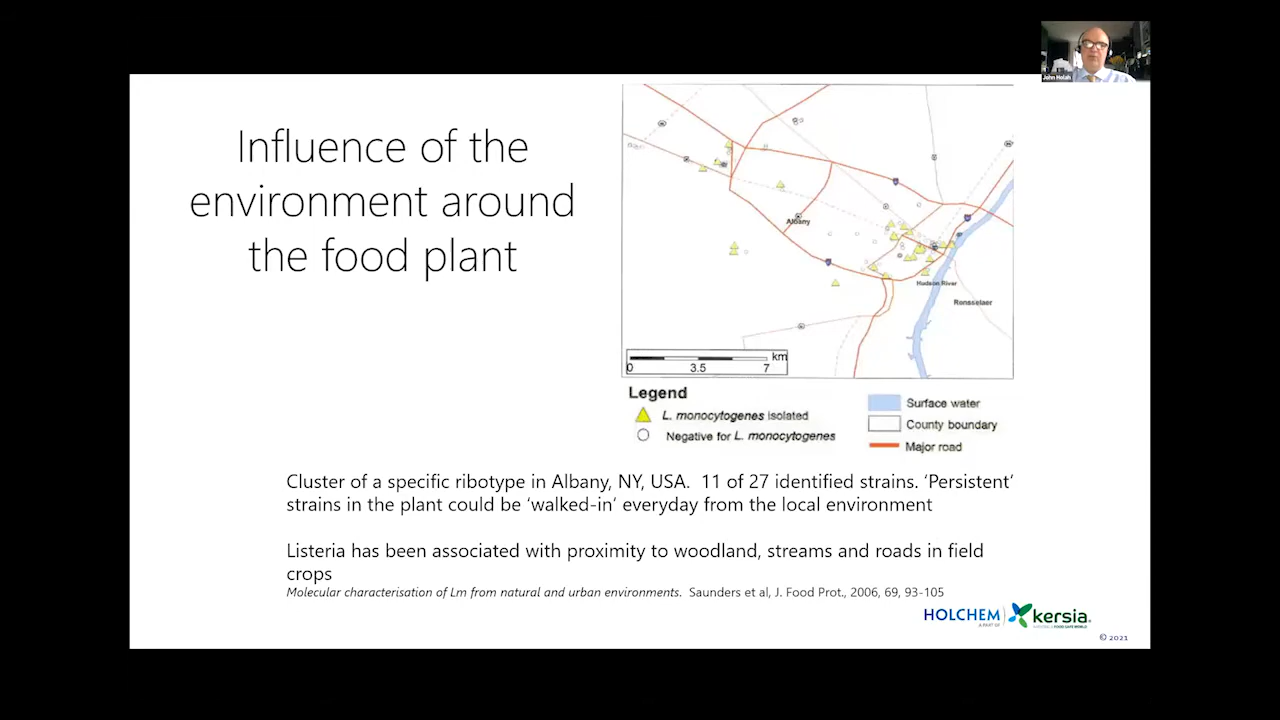 John Holah
Influence of the
environment around
the food plant
Albany
Hudson River
Rensselaer
km
0 3.5 7
Legend
L. monocytogenes isolated
Negative for L. monocytogenes
Surface water
County boundary
Major road
Cluster of a specific ribotype in Albany, NY, USA. 11 of 27 identified strains. ‘Persistent’
strains in the plant could be ‘walked-in’ everyday from the local environment
Listeria has been associated with proximity to woodland, streams and roads in field
crops
Molecular characterisation of Lm from natural and urban environments. Saunders et al, J. Food Prot., 2006, 69, 93-105
HOLCHEM kersia
A PART OF
© 2021